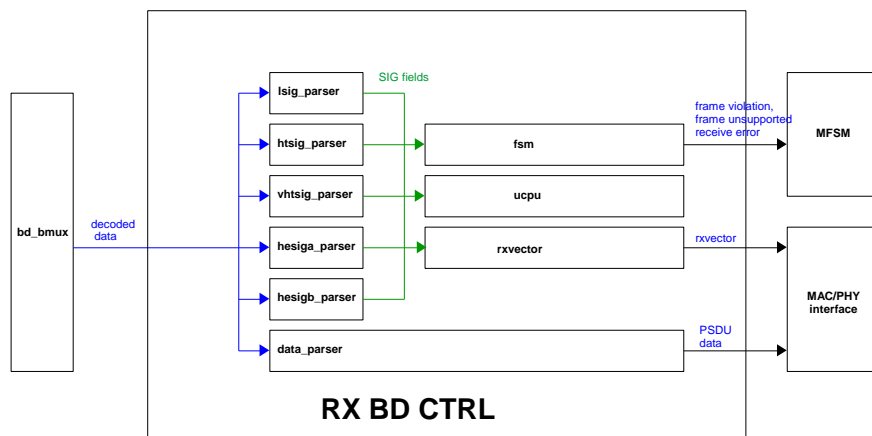 SIG fields
lsig_parser
frame violation,
frame unsupported
receive error
htsig_parser
fsm
MFSM
vhtsig_parser
ucpu
bd_bmux
decoded
data
hesiga_parser
rxvector
rxvector
hesigb_parser
MAC/PHY
interface
data_parser
PSDU
data
RX BD CTRL